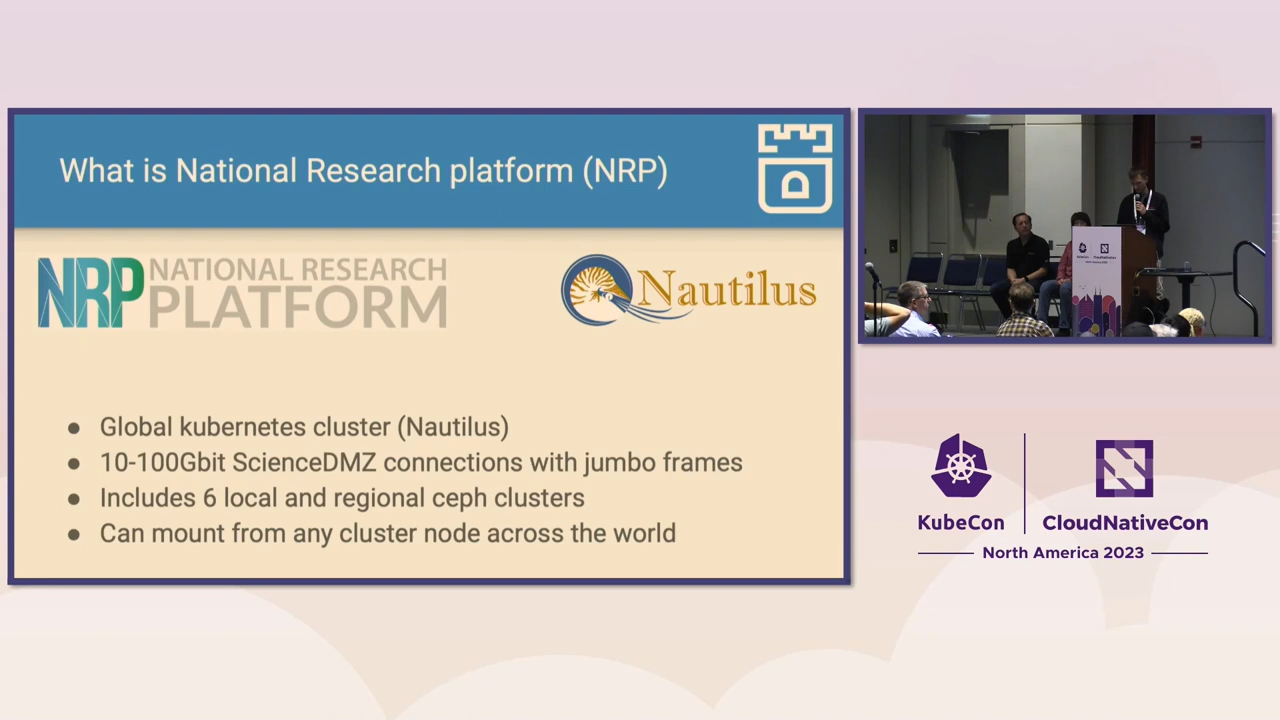 What is National Research platform (NRP)
NRP NATIONAL RESEARCH PLATFORM
Nautilus
● Global kubernetes cluster (Nautilus)
● 10-100Gbit ScienceDMZ connections with jumbo frames
● Includes 6 local and regional ceph clusters
● Can mount from any cluster node across the world
KubeCon
CloudNativeCon
North America 2023